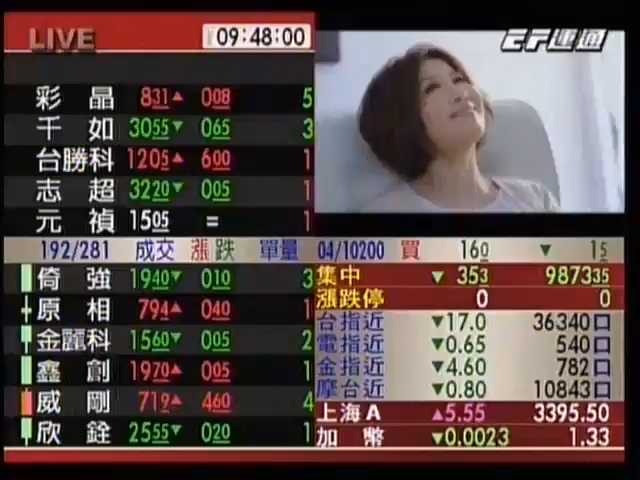 LIVE 09:48:00
EF運通
彩晶 831▲ 008 5
千如 3055▼ 065 3
台勝科 1205▲ 600 1
志超 3220▼ 005 1
元禎 1505 = 1
192/281 成交 漲跌 單量
04/10200 買 160 ▼ 15
倚強 1940▼ 010 3
原相 794▲ 040 1
金麗科 1560▼ 005 2
鑫創 1970▲ 005 1
威剛 719▲ 460 4
欣銓 2555▼ 020 1
集中 ▼ 353 987335
漲跌停 0 0
台指近 ▼17.0 36340口
電指近 ▼0.65 540口
金指近 ▼4.60 782口
摩台近 ▼0.80 10843口
上海A ▲5.55 3395.50
加幣 ▼0.0023 1.33